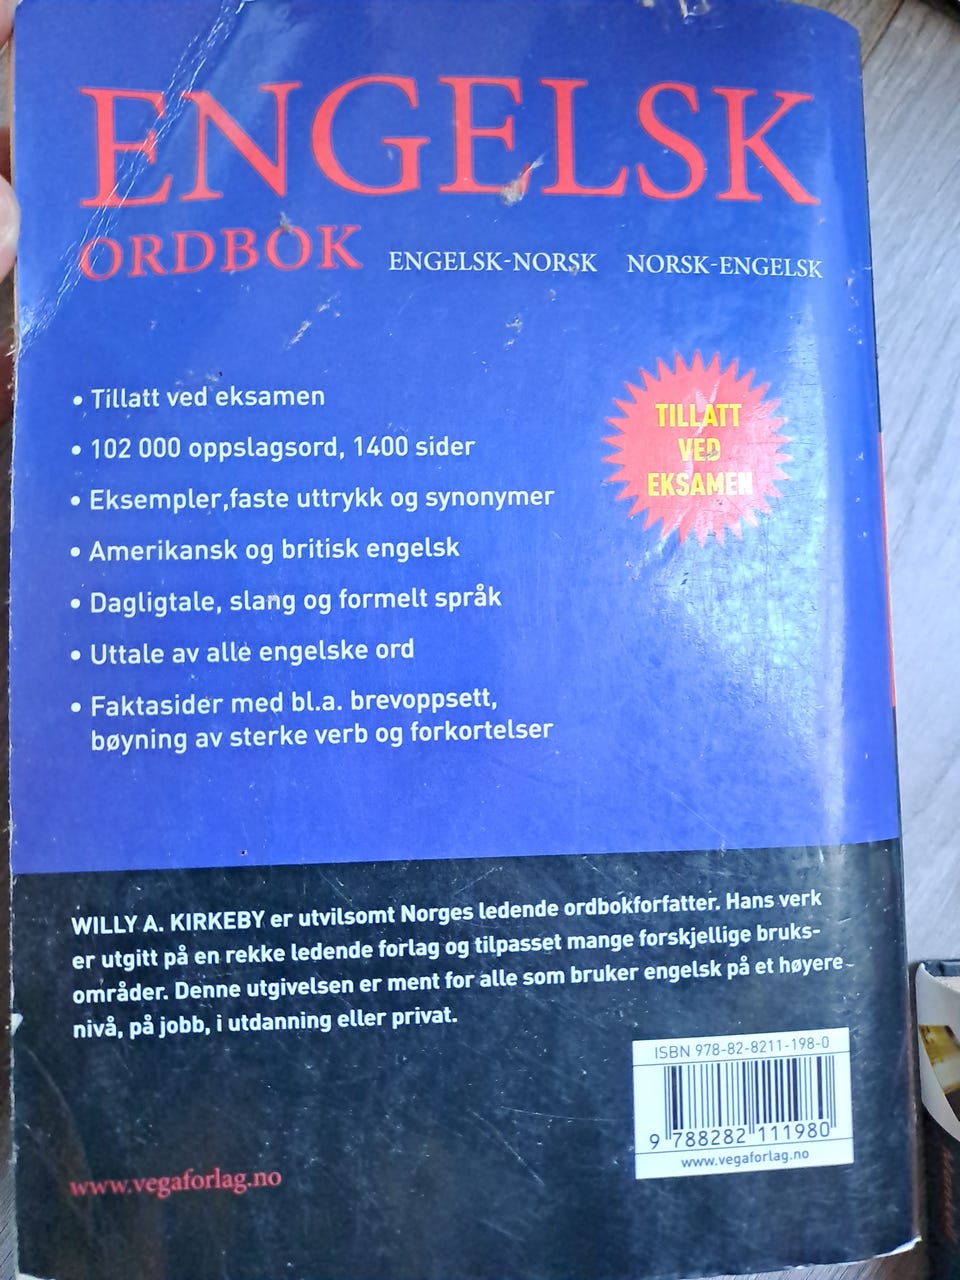 ENGELSK
ORDBOK ENGELSK-NORSK NORSK-ENGELSK
• Tillatt ved eksamen
• 102 000 oppslagsord, 1400 sider
• Eksempler,faste uttrykk og synonymer
• Amerikansk og britisk engelsk
• Dagligtale, slang og formelt språk
• Uttale av alle engelske ord
• Faktasider med bl.a. brevoppsett,
bøyning av sterke verb og forkortelser
TILLATT
VED
EKSAMEN
WILLY A. KIRKEBY er utvilsomt Norges ledende ordbokforfatter. Hans verk
er utgitt på en rekke ledende forlag og tilpasset mange forskjellige bruks-
områder. Denne utgivelsen er ment for alle som bruker engelsk på et høyere
nivå, på jobb, i utdanning eller privat.
ISBN 978-82-8211-198-0
9 788282 111980
www.vegaforlag.no
www.vegaforlag.no